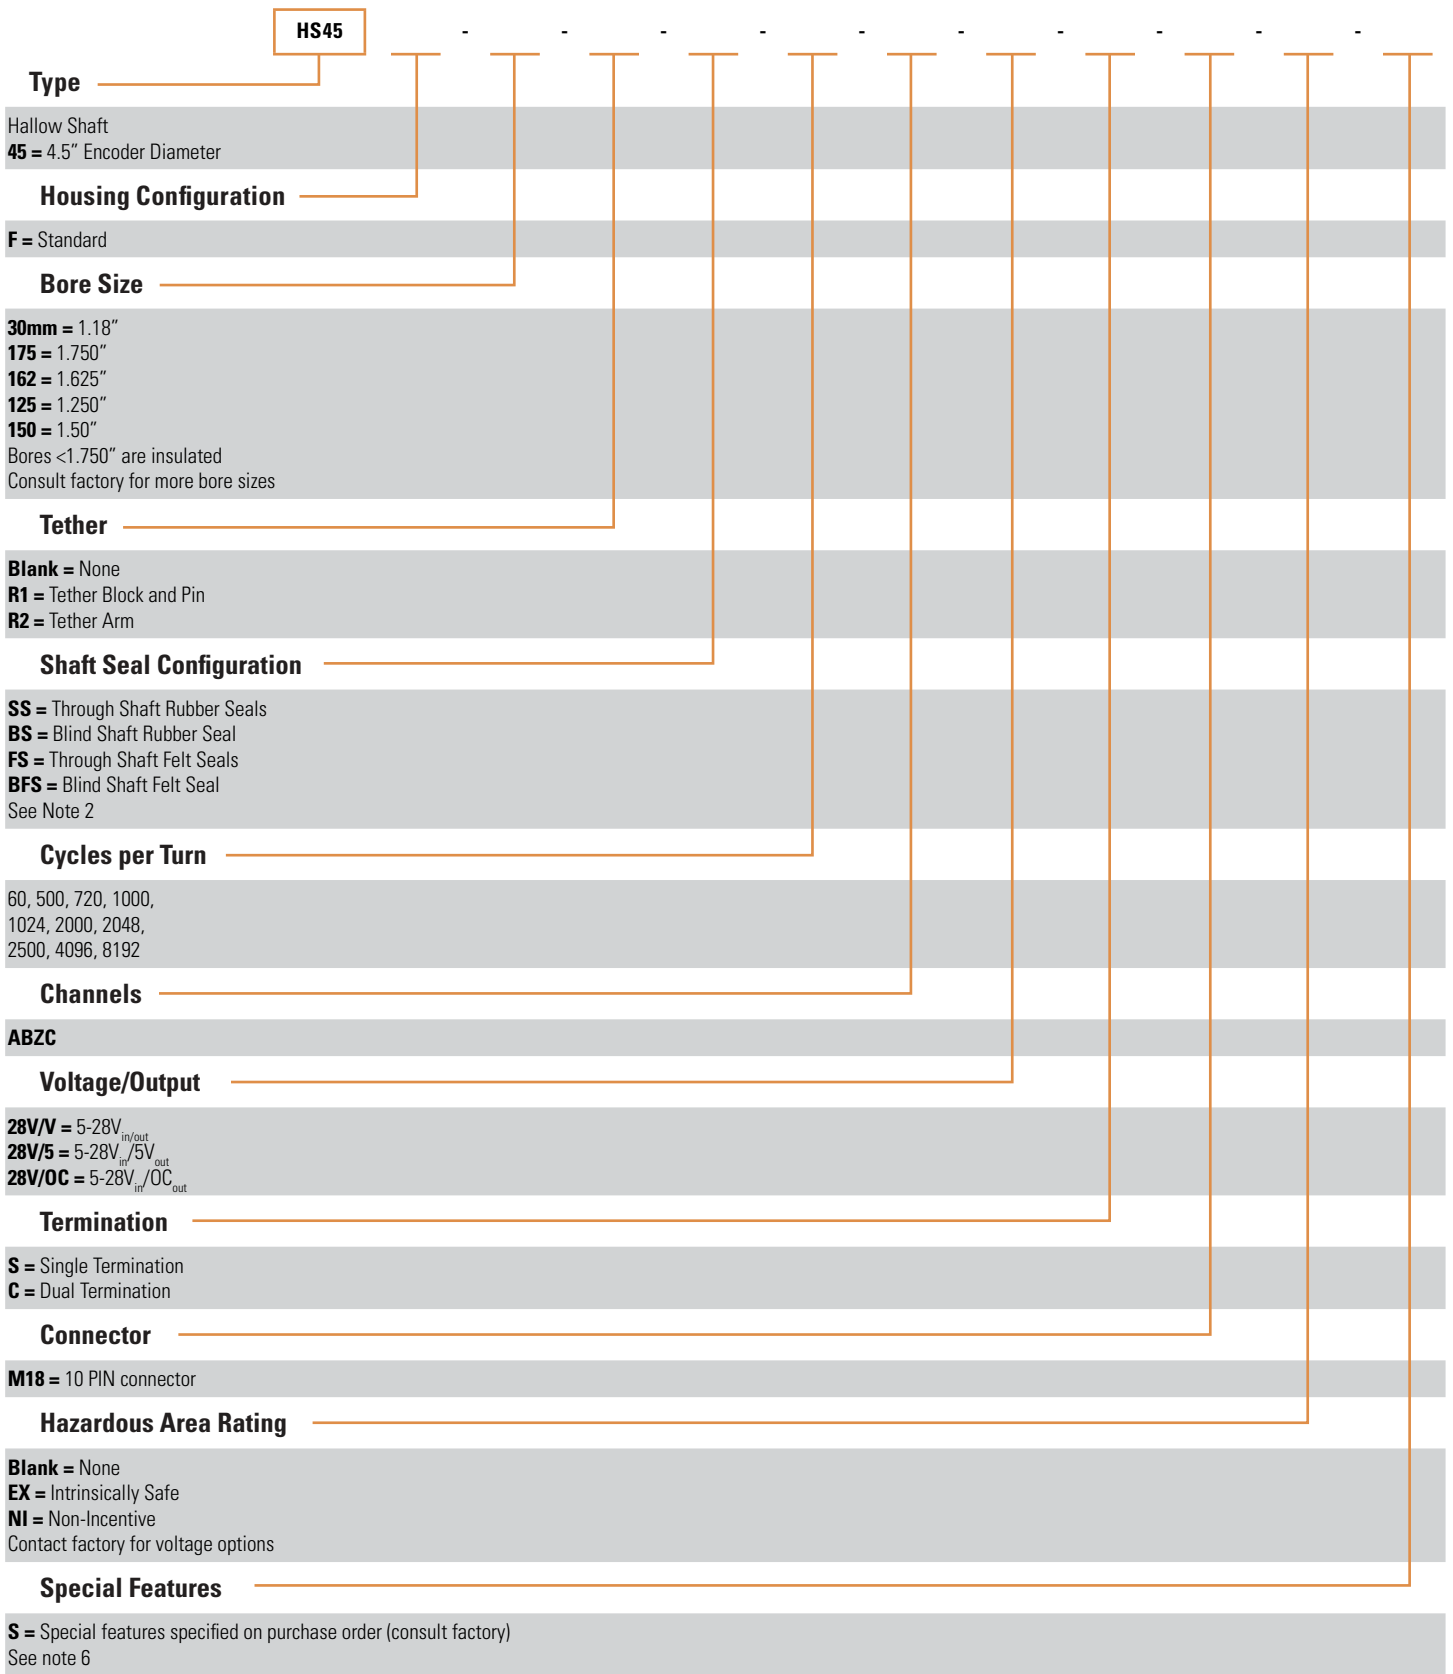 HS45 - - - - - - - - - -
Type
Hallow Shaft
45 = 4.5” Encoder Diameter
Housing Configuration
F = Standard
Bore Size
30mm = 1.18”
175 = 1.750”
162 = 1.625”
125 = 1.250”
150 = 1.50”
Bores <1.750” are insulated
Consult factory for more bore sizes
Tether
Blank = None
R1 = Tether Block and Pin
R2 = Tether Arm
Shaft Seal Configuration
SS = Through Shaft Rubber Seals
BS = Blind Shaft Rubber Seal
FS = Through Shaft Felt Seals
BFS = Blind Shaft Felt Seal
See Note 2
Cycles per Turn
60, 500, 720, 1000,
1024, 2000, 2048,
2500, 4096, 8192
Channels
ABZC
Voltage/Output
28V/V = 5-28Vin/out
28V/5 = 5-28Vin/5Vout
28V/OC = 5-28Vin/OCout
Termination
S = Single Termination
C = Dual Termination
Connector
M18 = 10 PIN connector
Hazardous Area Rating
Blank = None
EX = Intrinsically Safe
NI = Non-Incentive
Contact factory for voltage options
Special Features
S = Special features specified on purchase order (consult factory)
See note 6